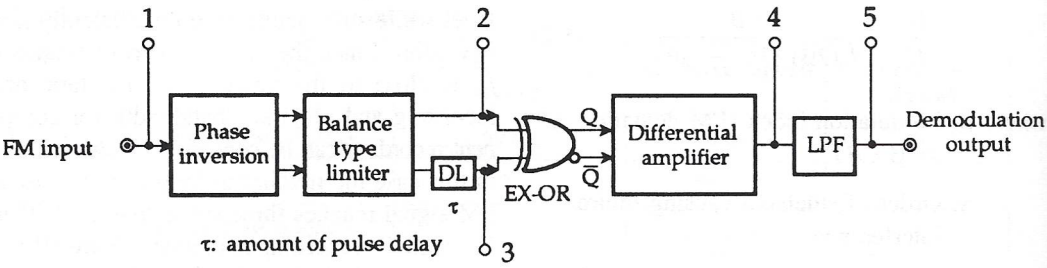 1
2
4
5
FM input
Phase
inversion
Balance
type
limiter
DL
τ
EX-OR
Q
Q̅
Differential
amplifier
LPF
Demodulation
output
τ: amount of pulse delay
3